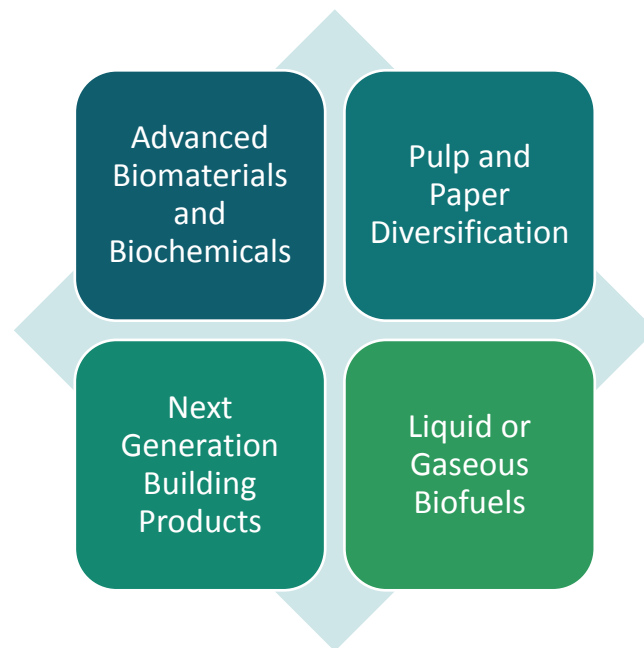 Advanced
Biomaterials
and
Biochemicals
Pulp and
Paper
Diversification
Next
Generation
Building
Products
Liquid or
Gaseous
Biofuels